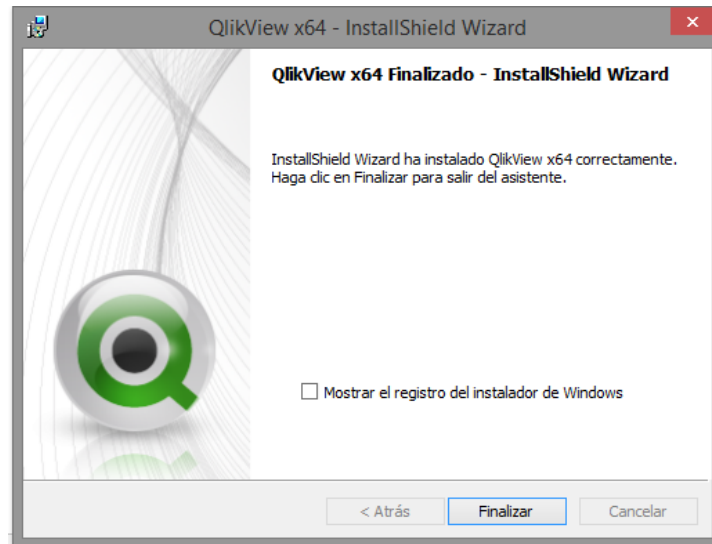 QlikView x64 - InstallShield Wizard
QlikView x64 Finalizado - InstallShield Wizard
InstallShield Wizard ha instalado QlikView x64 correctamente.
Haga clic en Finalizar para salir del asistente.
Mostrar el registro del instalador de Windows
< Atrás
Finalizar
Cancelar